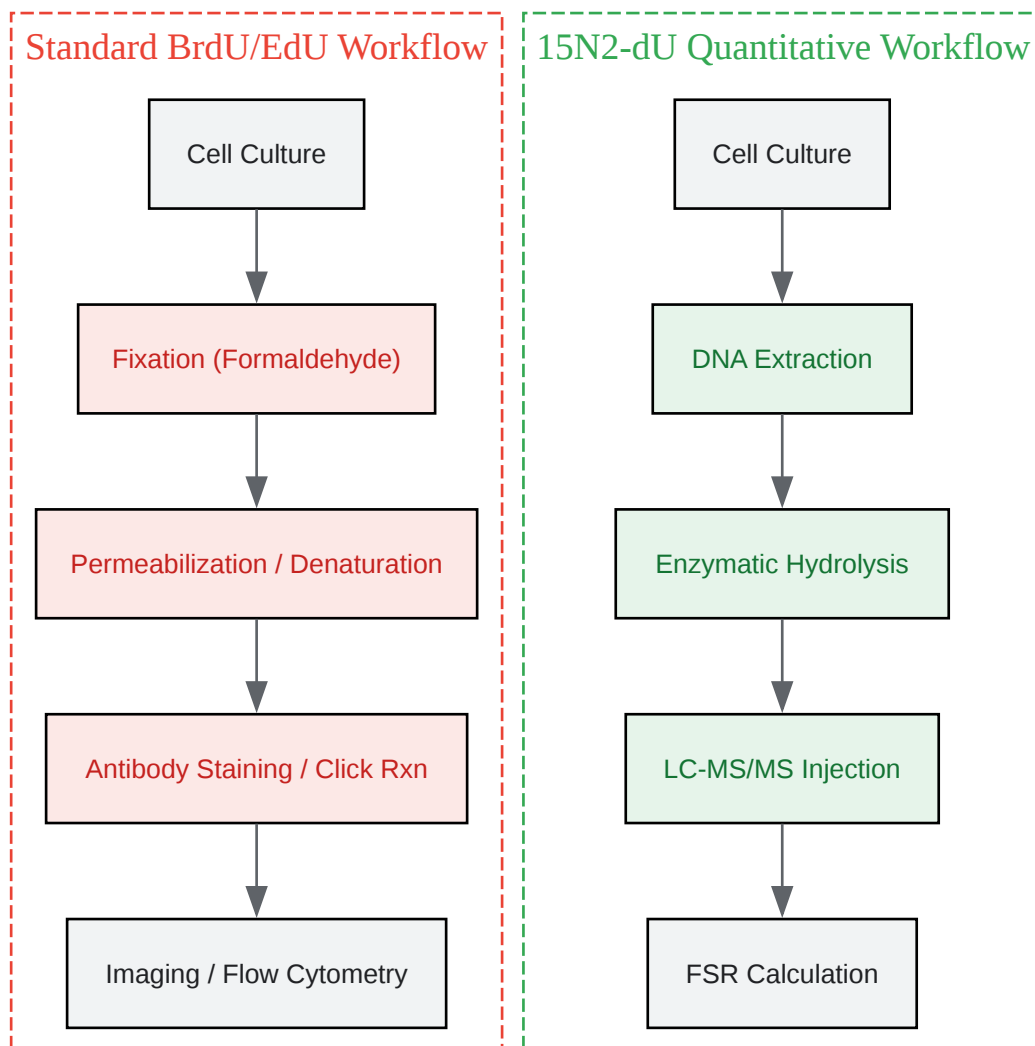 Standard BrdU/EdU Workflow
Cell Culture
Fixation (Formaldehyde)
Permeabilization / Denaturation
Antibody Staining / Click Rxn
Imaging / Flow Cytometry
15N2-dU Quantitative Workflow
Cell Culture
DNA Extraction
Enzymatic Hydrolysis
LC-MS/MS Injection
FSR Calculation